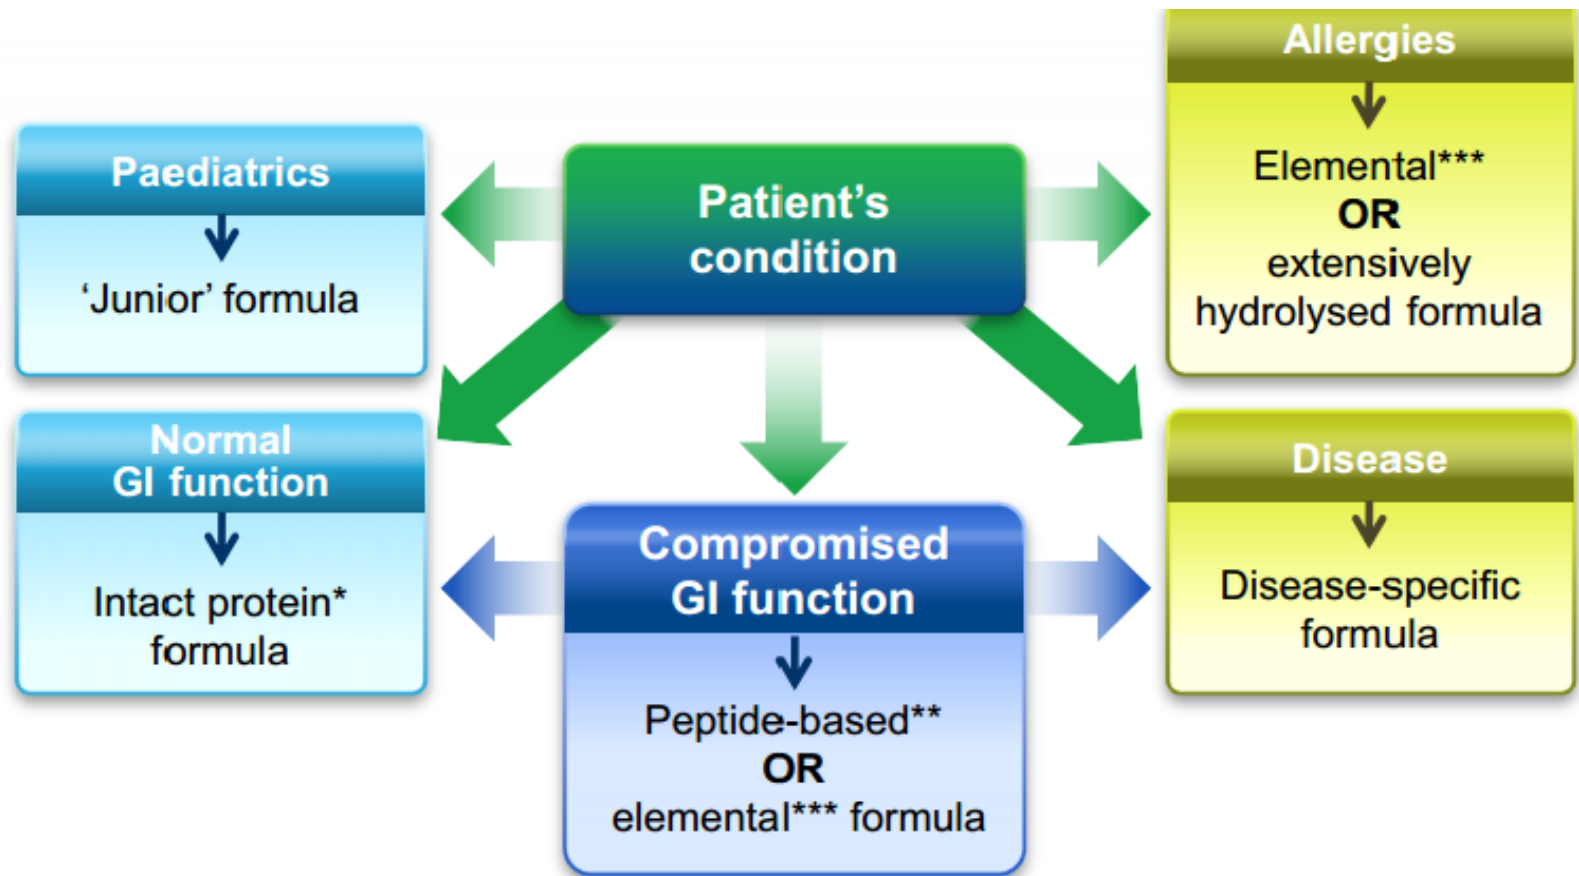 Allergies
Elemental***
OR
extensively
hydrolysed formula
Paediatrics
‘Junior’ formula
Patient’s
condition
Normal
GI function
Intact protein*
formula
Compromised
GI function
Peptide-based**
OR
elemental*** formula
Disease
Disease-specific
formula